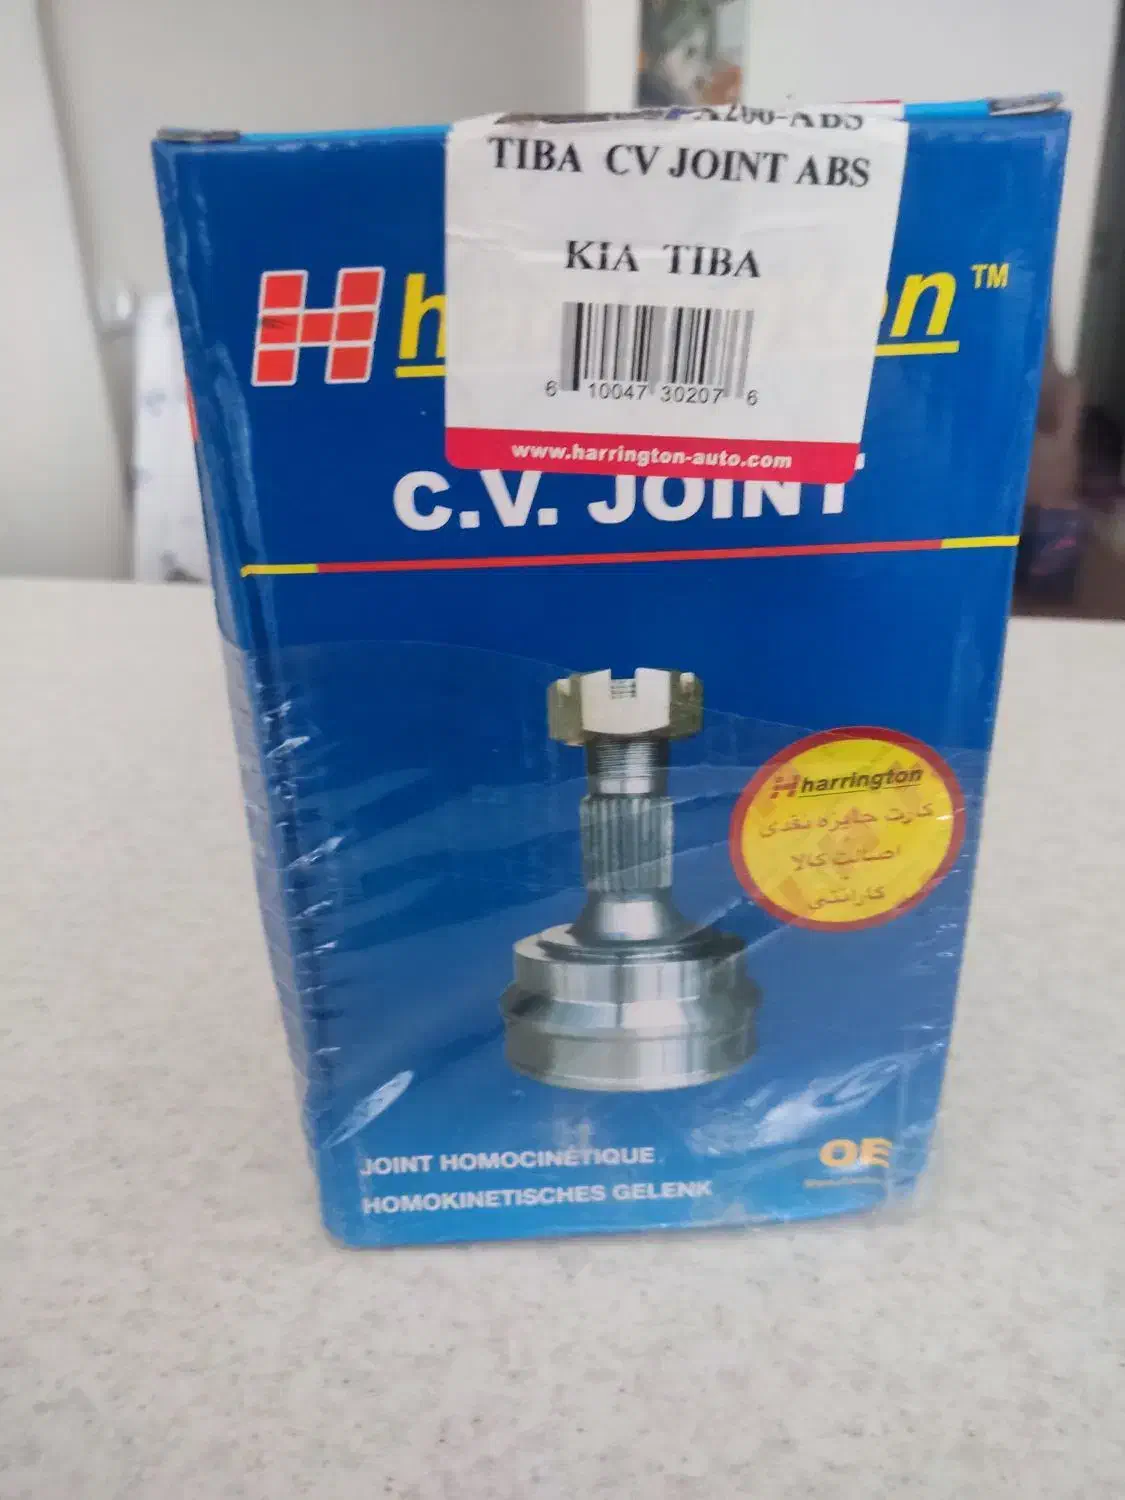 TIBA CV JOINT ABS
KIA TIBA
6 10047 30207 6
www.harrington-auto.com
TM
C.V. JOINT
harrington
کارت جایزه نقدی
اصالت کالا
گارانتی
JOINT HOMOCINÉTIQUE
HOMOKINETISCHES GELENK
OE